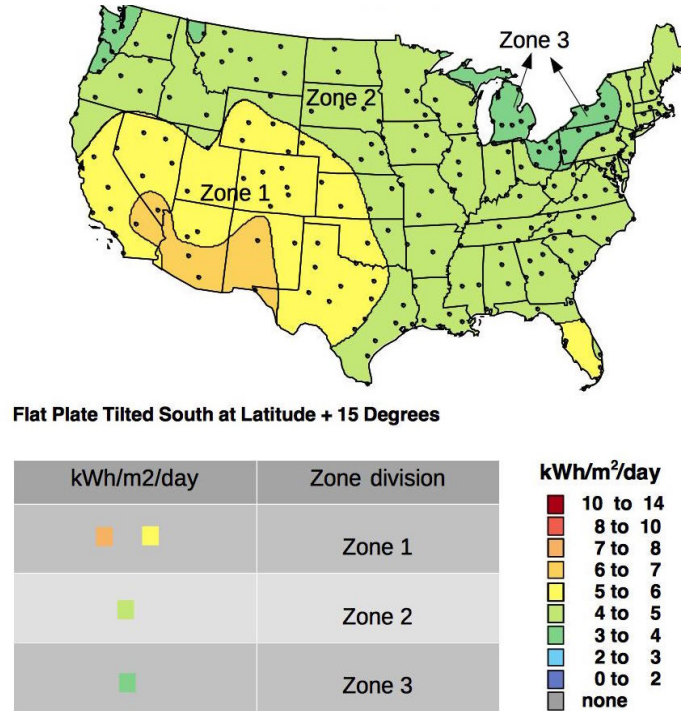 Zone 3
Zone 2
Zone 1
Flat Plate Tilted South at Latitude + 15 Degrees
kWh/m2/day Zone division
Zone 1
Zone 2
Zone 3
kWh/m²/day
10 to 14
8 to 10
7 to 8
6 to 7
5 to 6
4 to 5
3 to 4
2 to 3
0 to 2
none